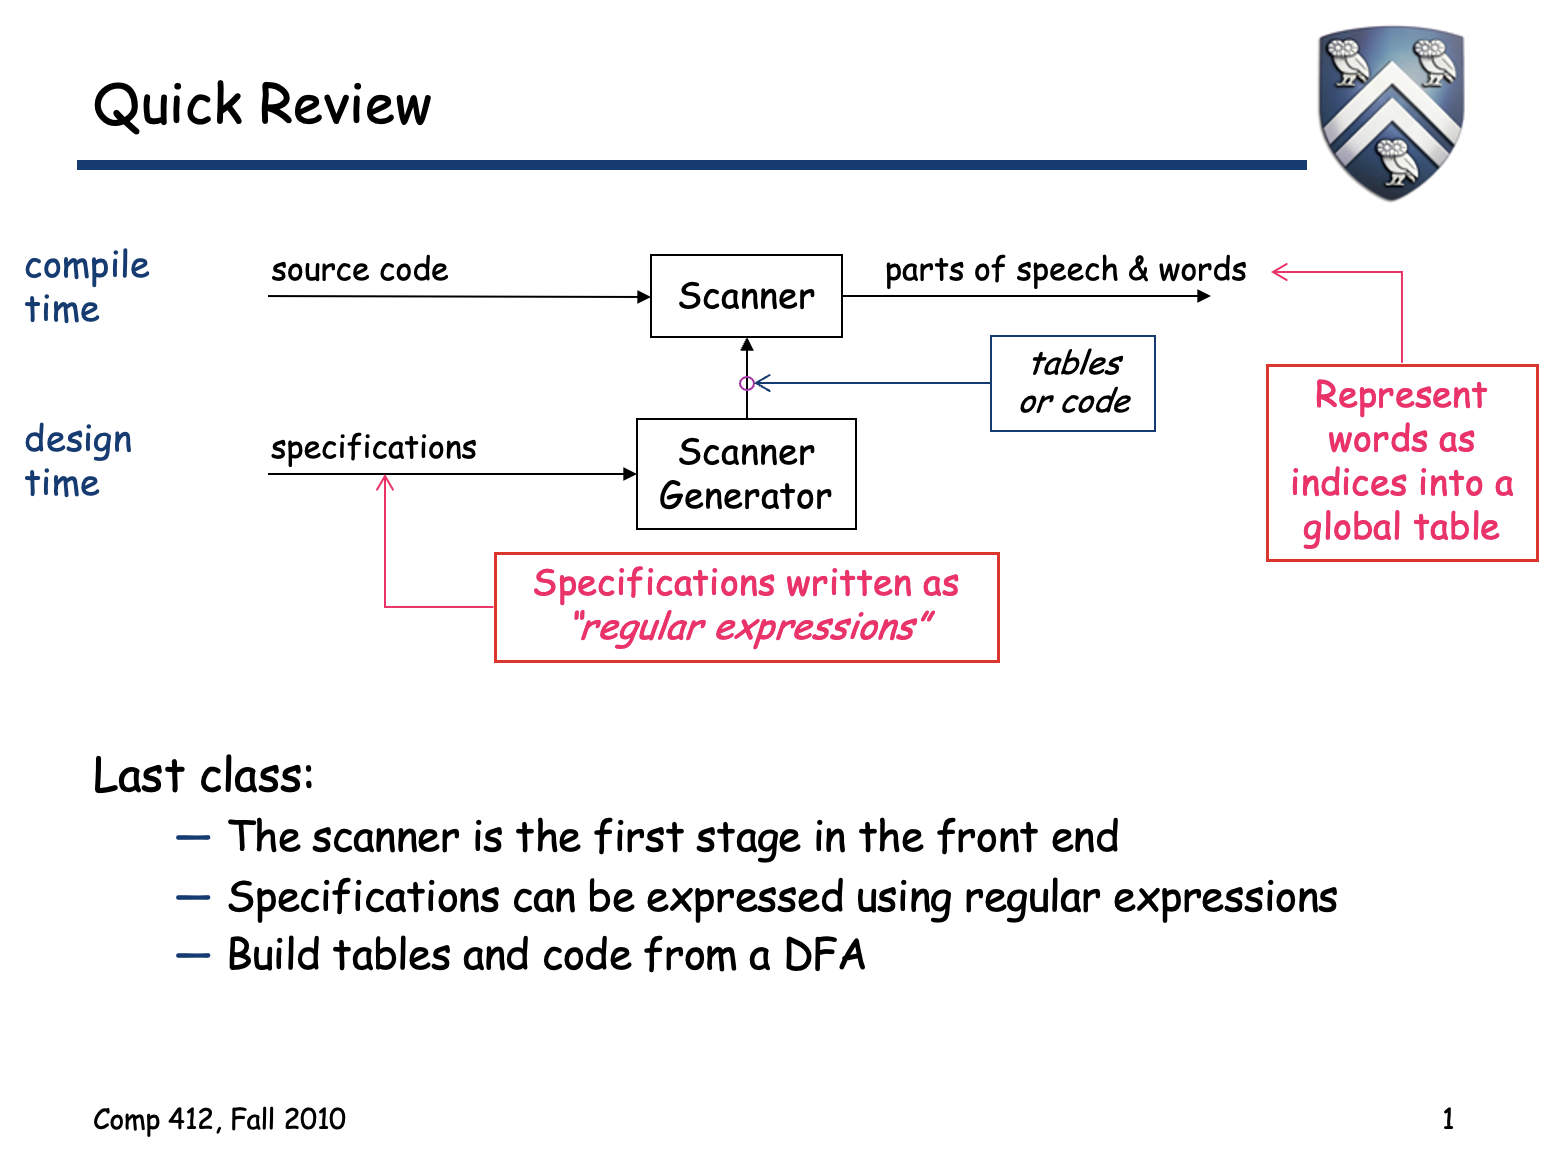 Quick Review
compile
time
source code
Scanner
parts of speech & words
tables
or code
Represent
words as
indices into a
global table
design
time
specifications
Scanner
Generator
Specifications written as
“regular expressions”
Last class:
— The scanner is the first stage in the front end
— Specifications can be expressed using regular expressions
— Build tables and code from a DFA
Comp 412, Fall 2010
1